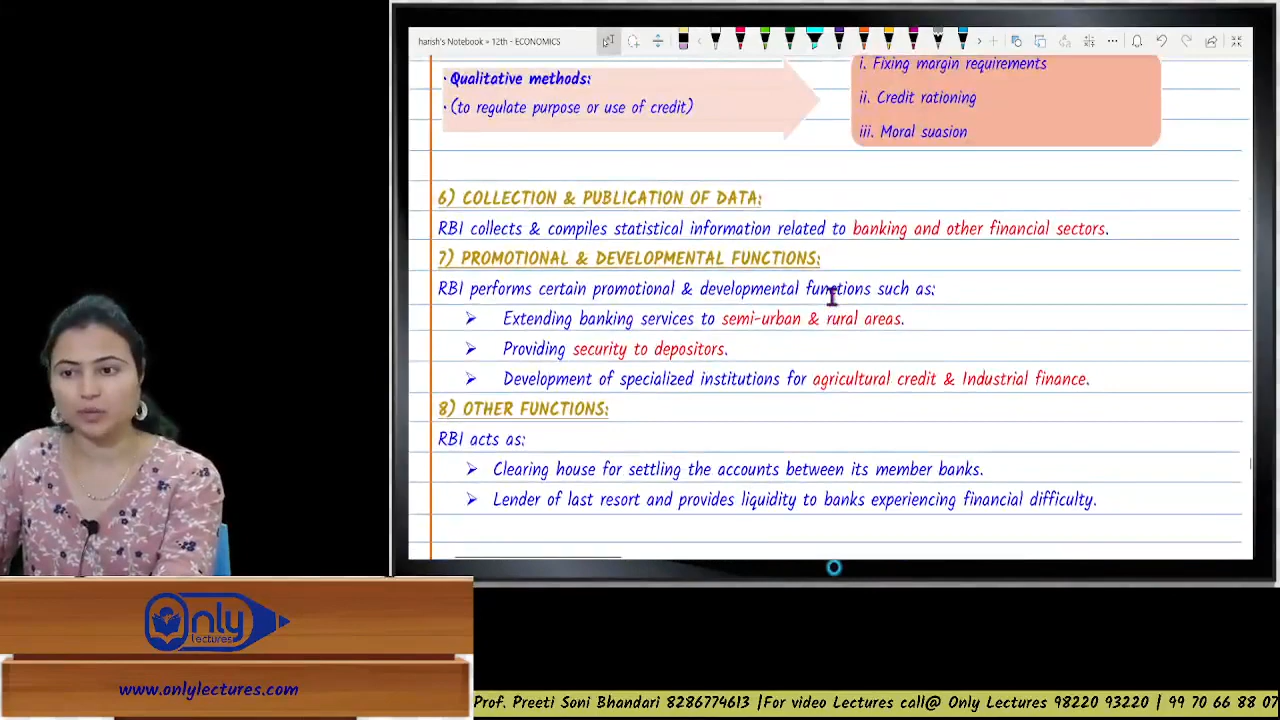 harish's Notebook » 12th - ECONOMICS
· Qualitative methods:
· (to regulate purpose or use of credit)
i. Fixing margin requirements
ii. Credit rationing
iii. Moral suasion
6) COLLECTION & PUBLICATION OF DATA:
RBI collects & compiles statistical information related to banking and other financial sectors.
7) PROMOTIONAL & DEVELOPMENTAL FUNCTIONS:
RBI performs certain promotional & developmental functions such as:
➤ Extending banking services to semi-urban & rural areas.
➤ Providing security to depositors.
➤ Development of specialized institutions for agricultural credit & Industrial finance.
8) OTHER FUNCTIONS:
RBI acts as:
➤ Clearing house for settling the accounts between its member banks.
➤ Lender of last resort and provides liquidity to banks experiencing financial difficulty.
Only
lectures
www.onlylectures.com
Prof. Preeti Soni Bhandari 8286774613 |For video Lectures call@ Only Lectures 98220 93220 | 99 70 66 88 07